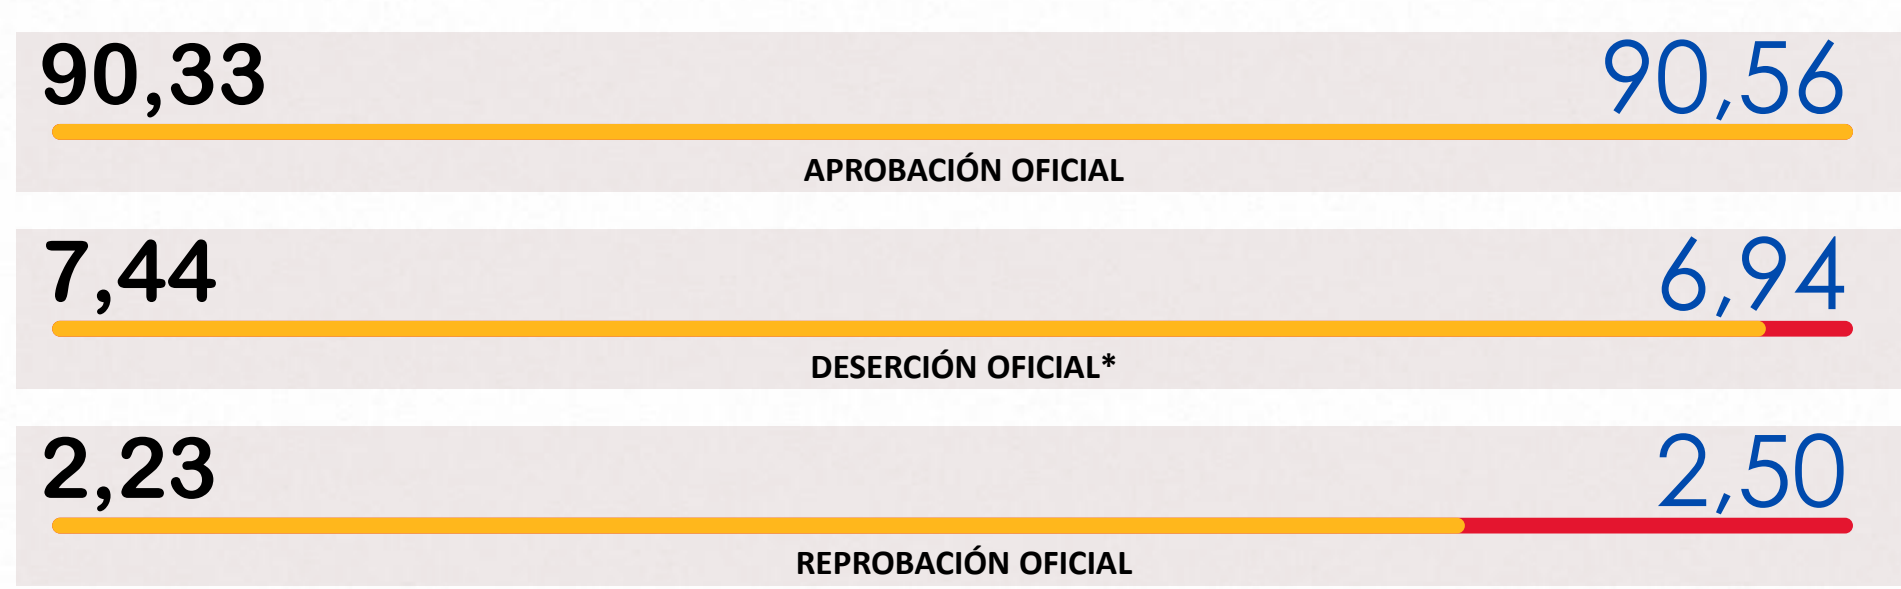 90,33 90,56
APROBACIÓN OFICIAL
7,44 6,94
DESERCIÓN OFICIAL*
2,23 2,50
REPROBACIÓN OFICIAL